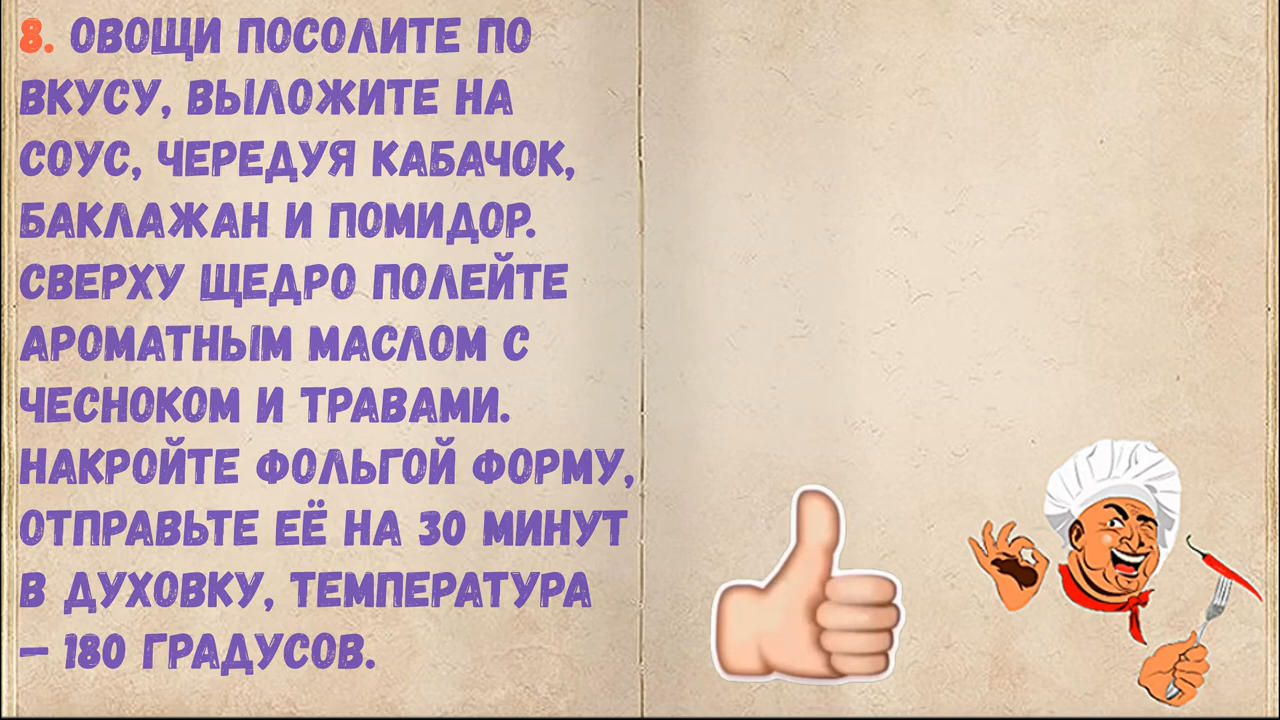 8. ОВОЩИ ПОСОЛИТЕ ПО
ВКУСУ, ВЫЛОЖИТЕ НА
СОУС, ЧЕРЕДУЯ КАБАЧОК,
БАКЛАЖАН И ПОМИДОР.
СВЕРХУ ЩЕДРО ПОЛЕЙТЕ
АРОМАТНЫМ МАСЛОМ С
ЧЕСНОКОМ И ТРАВАМИ.
НАКРОЙТЕ ФОЛЬГОЙ ФОРМУ,
ОТПРАВЬТЕ ЕЁ НА 30 МИНУТ
В ДУХОВКУ, ТЕМПЕРАТУРА
– 180 ГРАДУСОВ.